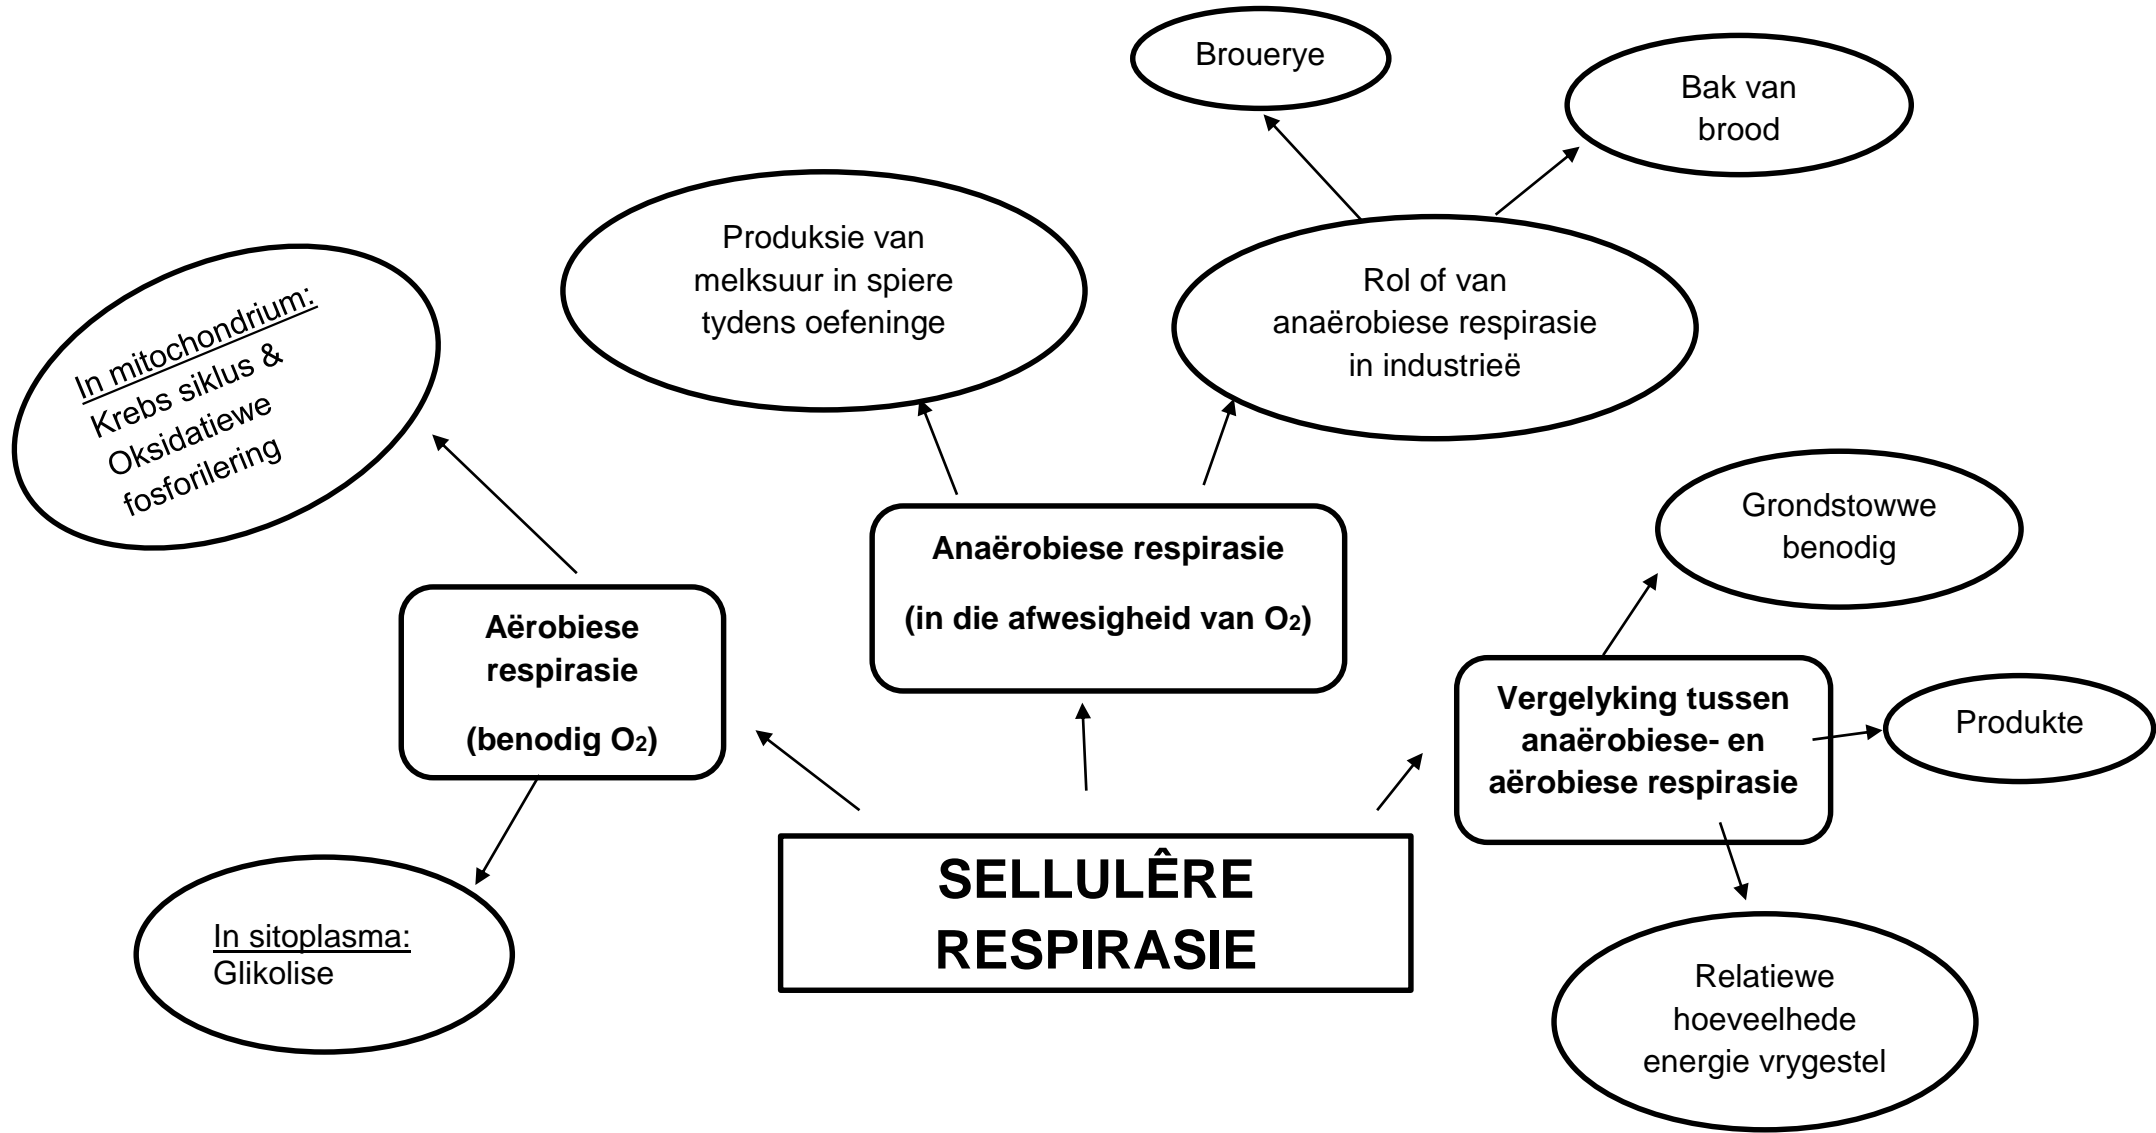 Brouerye
Bak van
brood
Produksie van
melksuur in spiere
tydens oefeninge
Rol of van
anaërobiese respirasie
in industrieë
In mitochondrium:
Krebs siklus &
Oksidatiewe
fosforilering
Grondstowwe
benodig
Anaërobiese respirasie
(in die afwesigheid van O₂)
Aërobiese
respirasie
(benodig O₂)
Vergelyking tussen
anaërobiese- en
aërobiese respirasie
Produkte
SELLULÊRE
RESPIRASIE
In sitoplasma:
Glikolise
Relatiewe
hoeveelhede
energie vrygestel